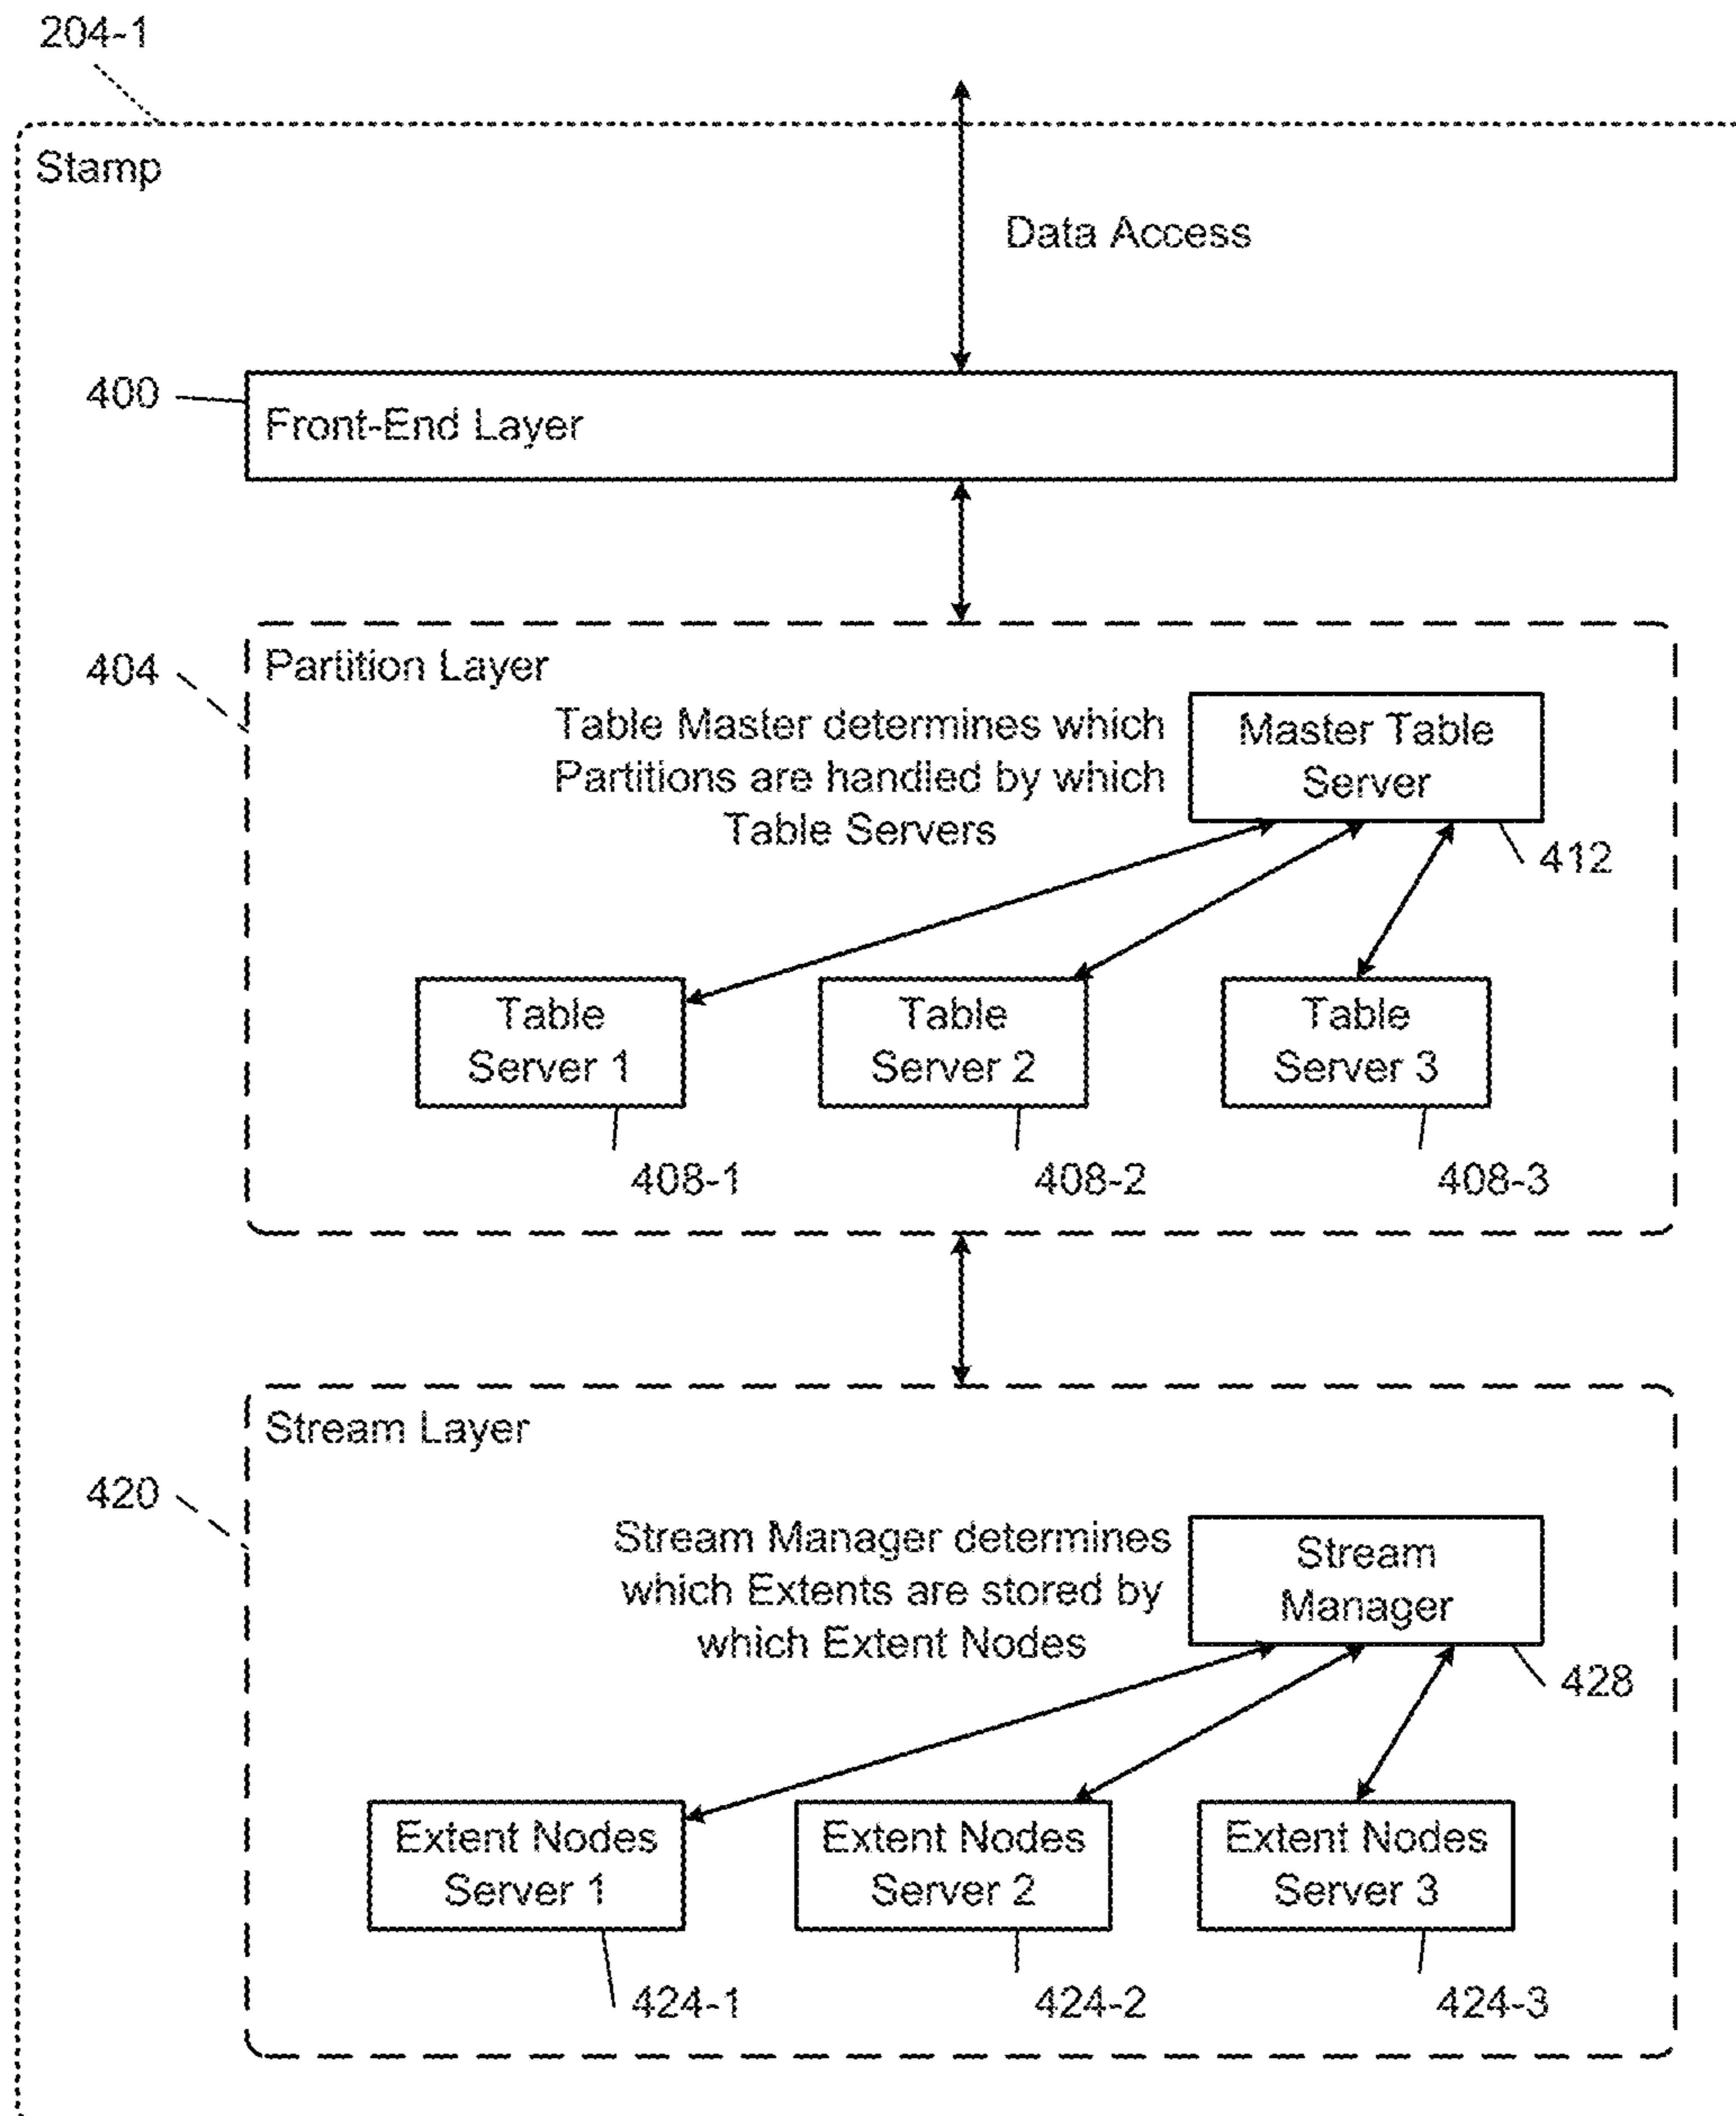 204-1
Stamp
Data Access
400
Front-End Layer
404
Partition Layer
Table Master determines which
Partitions are handled by which
Table Servers
Master Table
Server
412
Table
Server 1
Table
Server 2
Table
Server 3
408-1
408-2
408-3
Stream Layer
420
Stream Manager determines
which Extents are stored by
which Extent Nodes
Stream
Manager
428
Extent Nodes
Server 1
Extent Nodes
Server 2
Extent Nodes
Server 3
424-1
424-2
424-3